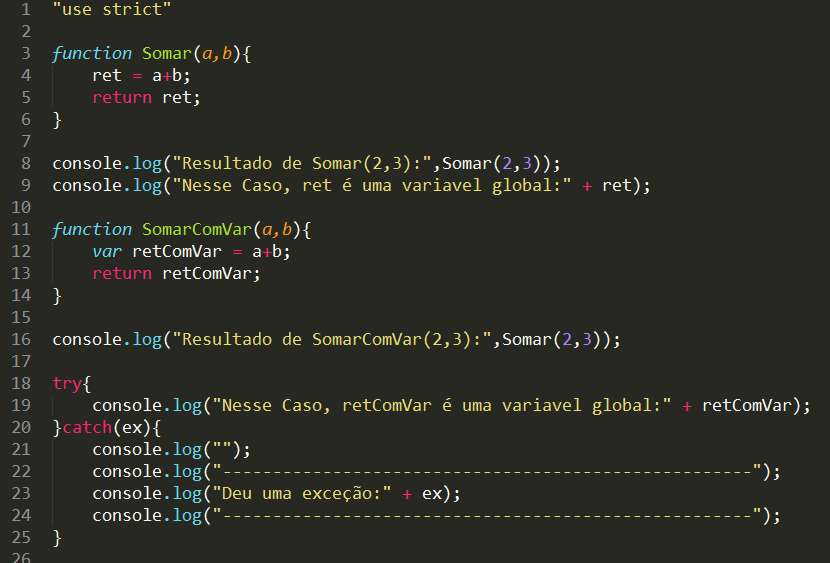 1 "use strict"
2
3 function Somar(a,b){
4 ret = a+b;
5 return ret;
6 }
7
8 console.log("Resultado de Somar(2,3):",Somar(2,3));
9 console.log("Nesse Caso, ret é uma variavel global:" + ret);
10
11 function SomarComVar(a,b){
12 var retComVar = a+b;
13 return retComVar;
14 }
15
16 console.log("Resultado de SomarComVar(2,3):",Somar(2,3));
17
18 try{
19 console.log("Nesse Caso, retComVar é uma variavel global:" + retComVar);
20 }catch(ex){
21 console.log("");
22 console.log("-----------------------------------------------------");
23 console.log("Deu uma exceção:" + ex);
24 console.log("-----------------------------------------------------");
25 }
26